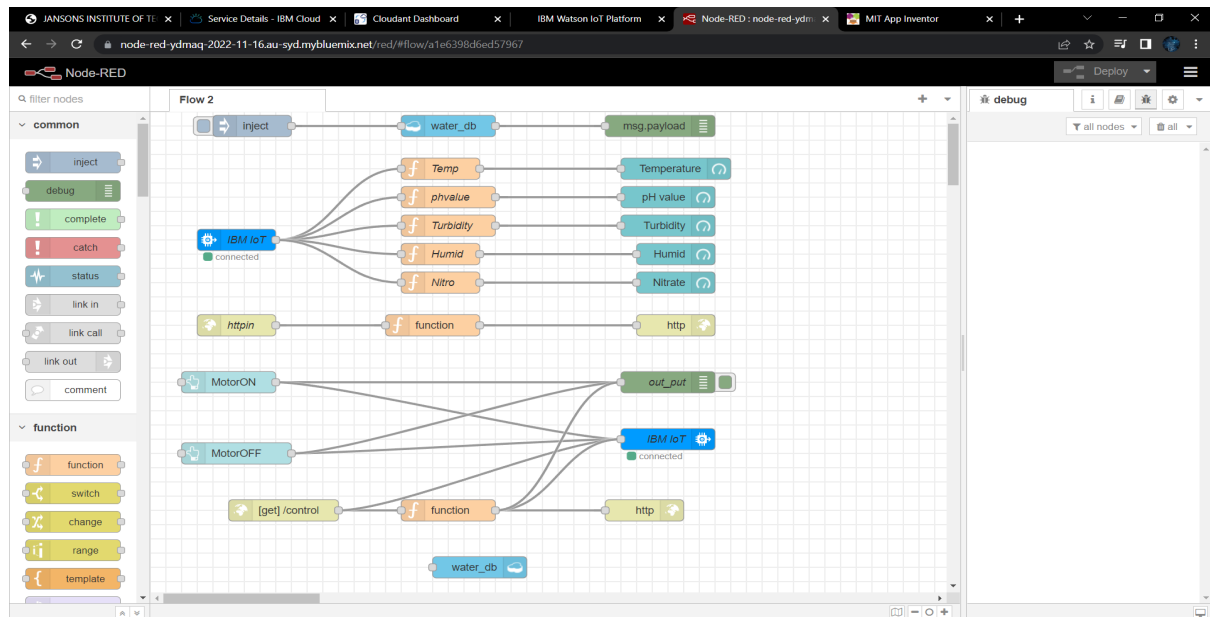 JANSONS INSTITUTE OF TE
Service Details - IBM Cloud
Cloudant Dashboard
IBM Watson IoT Platform
Node-RED : node-red-ydm
MIT App Inventor
node-red-ydmaq-2022-11-16.au-syd.mybluemix.net/red/#flow/a1e6398d6ed57967
Node-RED
Deploy
filter nodes
Flow 2
debug
i
all nodes
all
common
inject
debug
complete
catch
status
link in
link call
link out
comment
function
function
switch
change
range
template
inject
water_db
msg.payload
Temp
Temperature
phvalue
pH value
IBM IoT
connected
Turbidity
Turbidity
Humid
Humid
Nitro
Nitrate
httpin
function
http
MotorON
out_put
MotorOFF
IBM IoT
connected
[get] /control
function
http
water_db